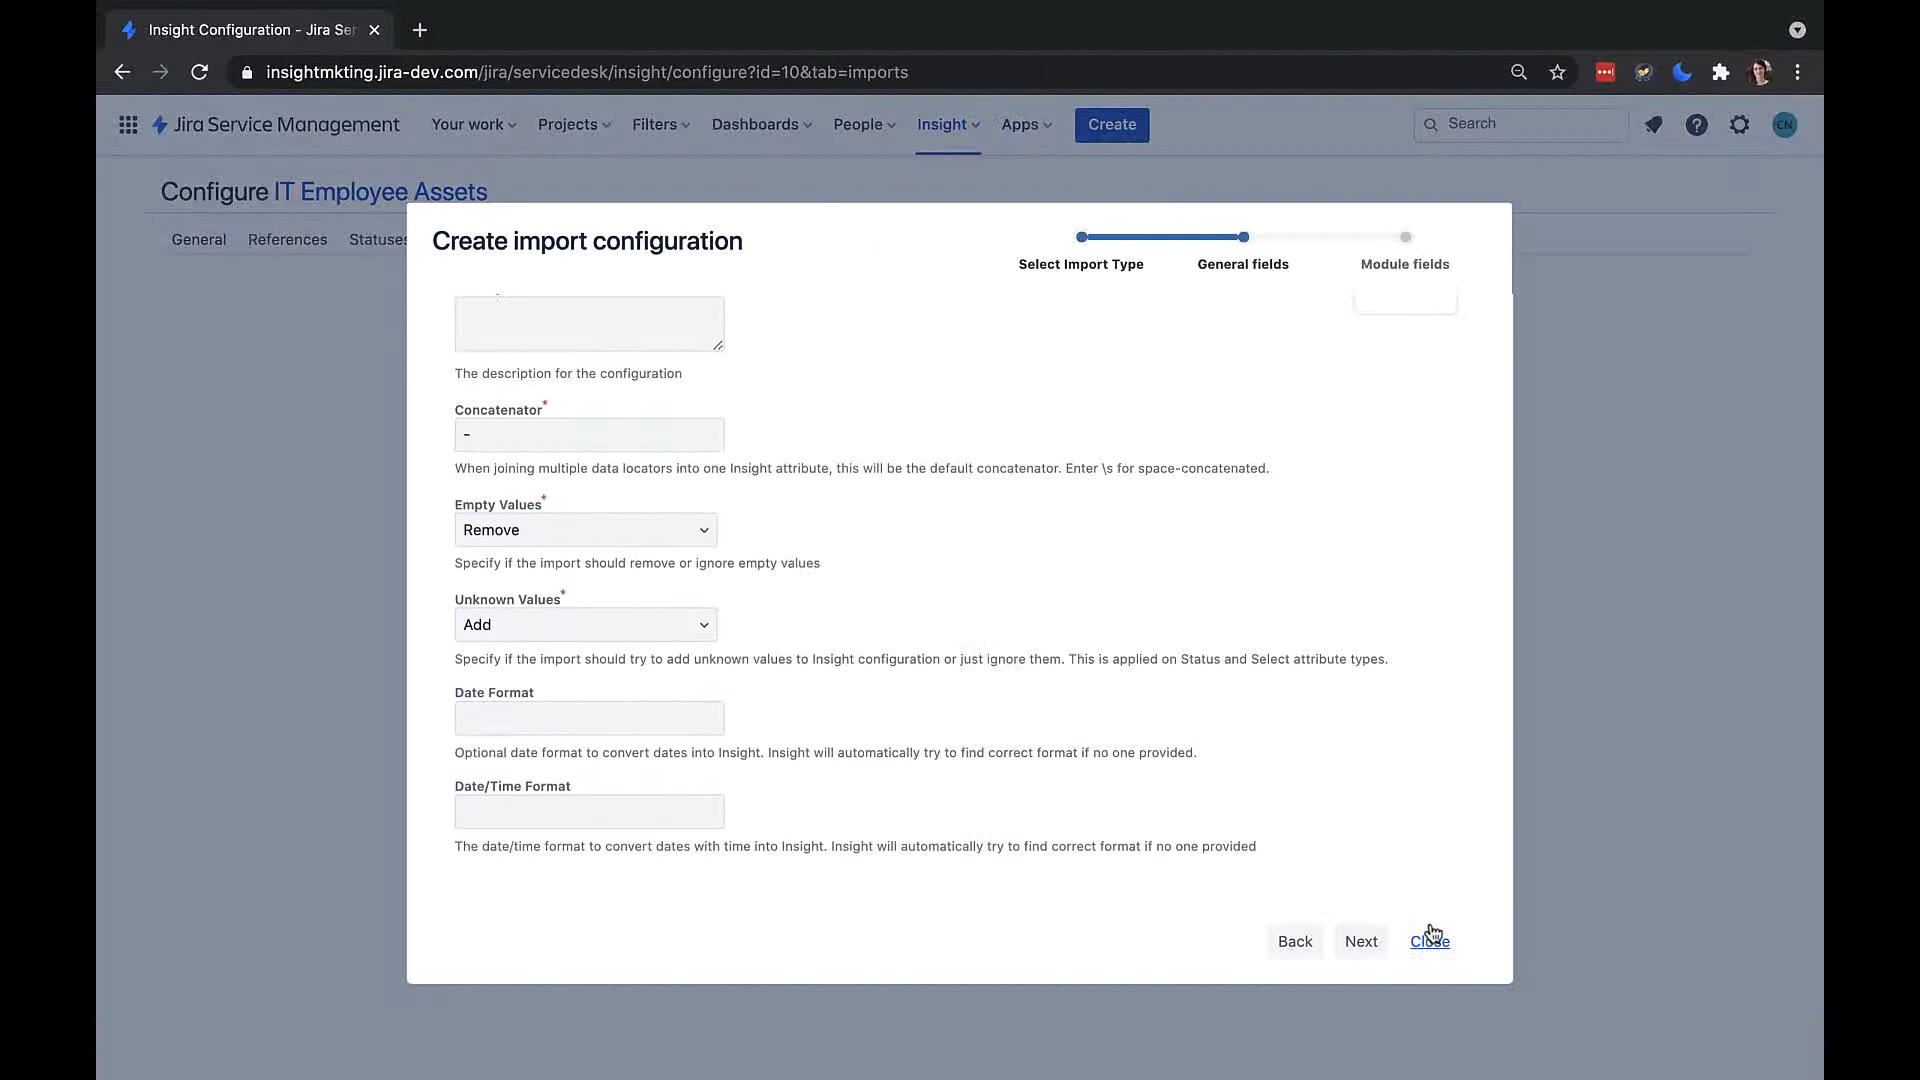 Insight Configuration - Jira Ser
insightmkting.jira-dev.com/jira/servicedesk/insight/configure?id=10&tab=imports
Jira Service Management Your work Projects Filters Dashboards People Insight Apps Create Search CN
Configure IT Employee Assets
General References Statuses
Create import configuration
Select Import Type General fields Module fields
The description for the configuration
Concatenator*
-
When joining multiple data locators into one Insight attribute, this will be the default concatenator. Enter \s for space-concatenated.
Empty Values*
Remove
Specify if the import should remove or ignore empty values
Unknown Values*
Add
Specify if the import should try to add unknown values to Insight configuration or just ignore them. This is applied on Status and Select attribute types.
Date Format
Optional date format to convert dates into Insight. Insight will automatically try to find correct format if no one provided.
Date/Time Format
The date/time format to convert dates with time into Insight. Insight will automatically try to find correct format if no one provided
Back Next Close